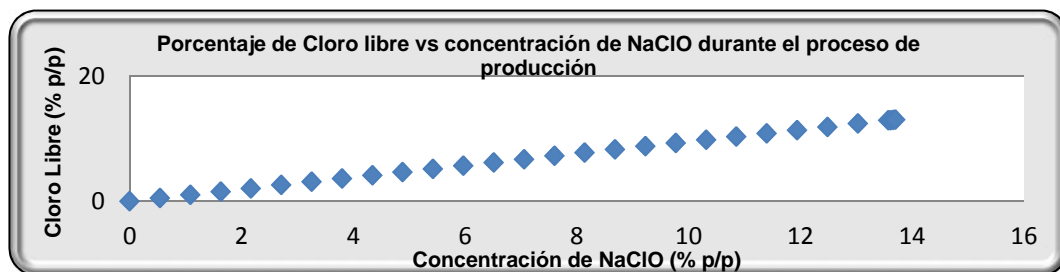 Porcentaje de Cloro libre vs concentración de NaClO durante el proceso de
producción
Cloro Libre (% p/p)
20
0
0 2 4 6 8 10 12 14 16
Concentración de NaClO (% p/p)